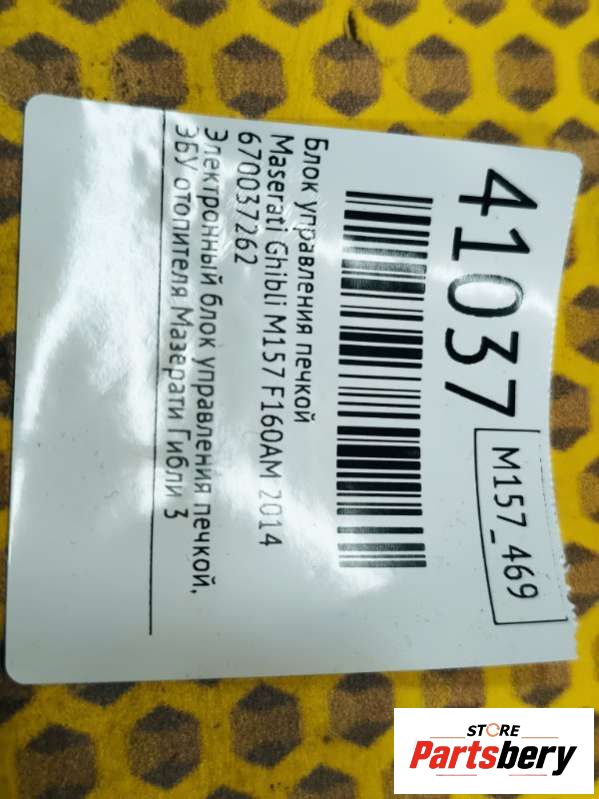 41037
M157_469
Блок управления печкой
Maserati Ghibli M157 F160AM 2014
670037262
Электронный блок управления печкой,
ЭБУ отопителя Мазерати Гибли 3
STORE
Partsbery